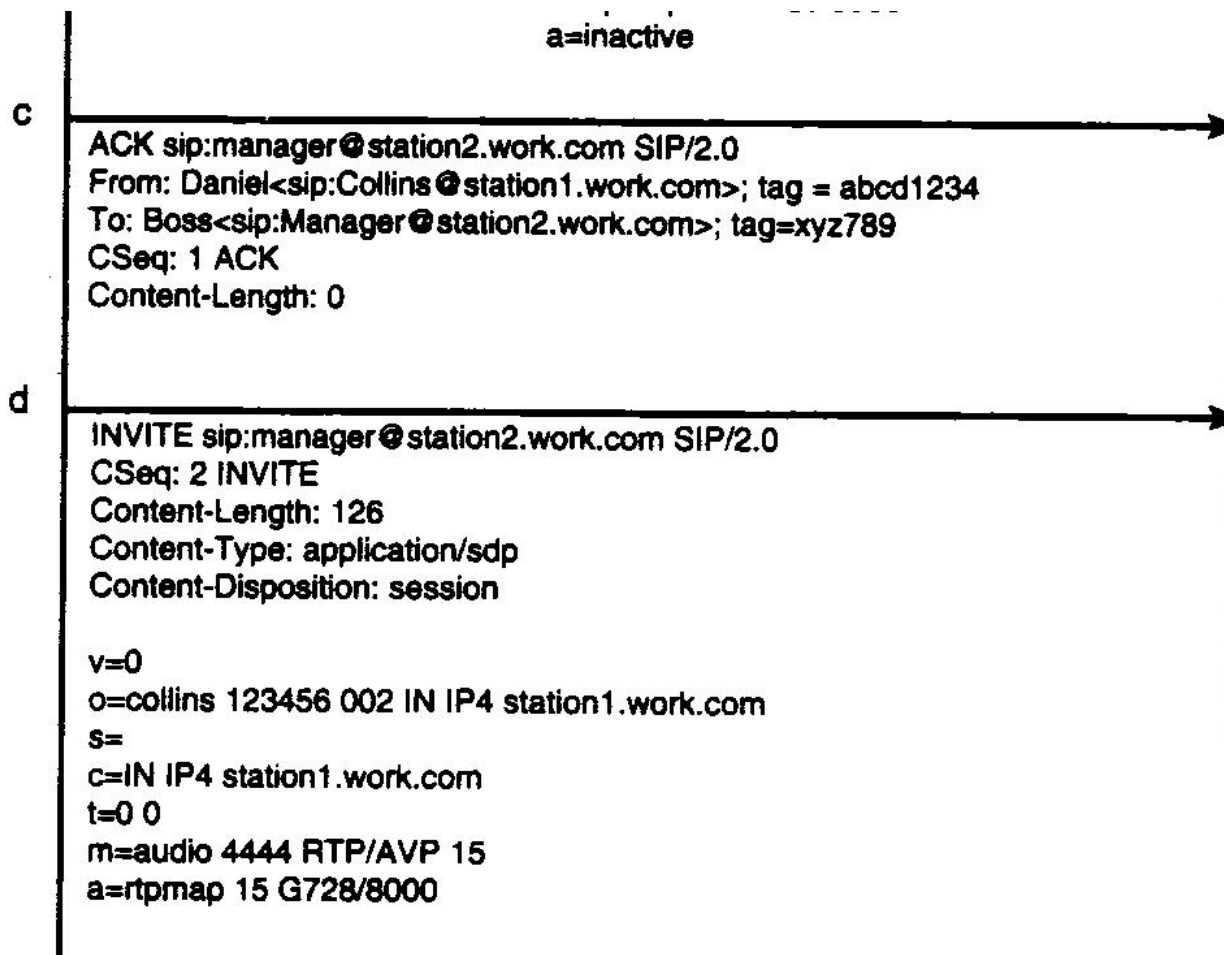 a=inactive
c
ACK sip:manager@station2.work.com SIP/2.0
From: Daniel<sip:Collins@station1.work.com>; tag = abcd1234
To: Boss<sip:Manager@station2.work.com>; tag=xyz789
CSeq: 1 ACK
Content-Length: 0
d
INVITE sip:manager@station2.work.com SIP/2.0
CSeq: 2 INVITE
Content-Length: 126
Content-Type: application/sdp
Content-Disposition: session
v=0
o=collins 123456 002 IN IP4 station1.work.com
s=
c=IN IP4 station1.work.com
t=0 0
m=audio 4444 RTP/AVP 15
a=rtpmap 15 G728/8000